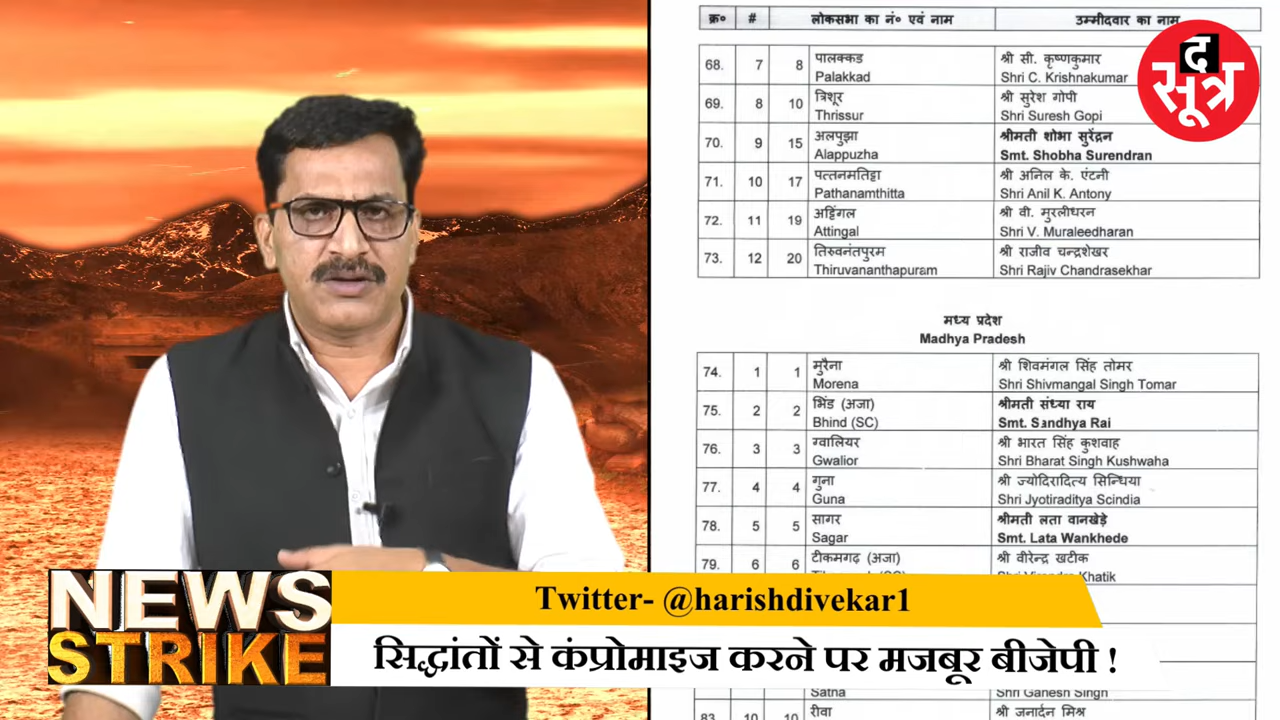 क्र० # लोकसभा का नं० एवं नाम उम्मीदवार का नाम
68. 7 8 पालक्कड श्री सी. कृष्णकुमार
Palakkad Shri C. Krishnakumar
69. 8 10 त्रिशूर श्री सुरेश गोपी
Thrissur Shri Suresh Gopi
70. 9 15 अलपुझा श्रीमती शोभा सुरेंद्रन
Alappuzha Smt. Shobha Surendran
71. 10 17 पत्तनमतिट्टा श्री अनिल के. एंटनी
Pathanamthitta Shri Anil K. Antony
72. 11 19 अट्टिंगल श्री वी. मुरलीधरन
Attingal Shri V. Muraleedharan
73. 12 20 तिरुवनंतपुरम श्री राजीव चन्द्रशेखर
Thiruvananthapuram Shri Rajiv Chandrasekhar
द
सूत्र
मध्य प्रदेश
Madhya Pradesh
74. 1 1 मुरैना श्री शिवमंगल सिंह तोमर
Morena Shri Shivmangal Singh Tomar
75. 2 2 भिंड (अजा) श्रीमती संध्या राय
Bhind (SC) Smt. Sandhya Rai
76. 3 3 ग्वालियर श्री भारत सिंह कुशवाह
Gwalior Shri Bharat Singh Kushwaha
77. 4 4 गुना श्री ज्योदिरादित्य सिन्धिया
Guna Shri Jyotiraditya Scindia
78. 5 5 सागर श्रीमती लता वानखेड़े
Sagar Smt. Lata Wankhede
79. 6 6 टीकमगढ़ (अजा) श्री वीरेन्द्र खटीक
Khatik
NEWS
STRIKE
Twitter- @harishdivekar1
सिद्धांतों से कंप्रोमाइज करने पर मजबूर बीजेपी !
Satna Shri Ganesh Singh
83. 10 10 रीवा श्री जनार्दन मिश्र